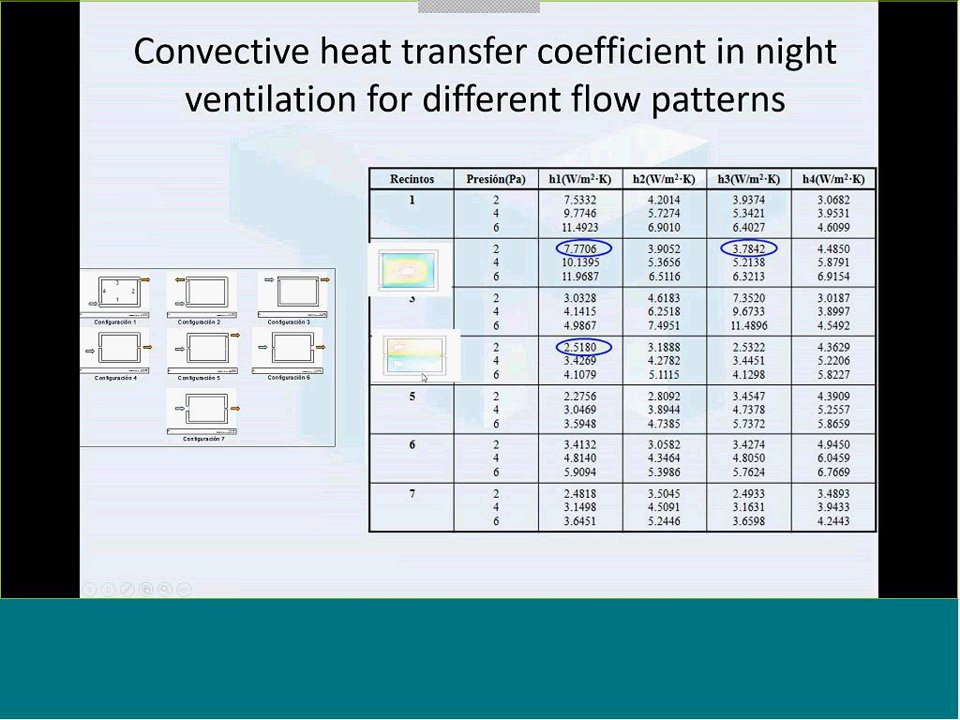 Convective heat transfer coefficient in night
ventilation for different flow patterns
3
4 2
1
Configuración 1 Configuración 2 Configuración 3
Configuración 4 Configuración 5 Configuración 6
Configuración 7
Recintos Presión(Pa) h1(W/m²·K) h2(W/m²·K) h3(W/m²·K) h4(W/m²·K)
1 2 7.5332 4.2014 3.9374 3.0682
4 9.7746 5.7274 5.3421 3.9531
6 11.4923 6.9010 6.4027 4.6099
2 7.7706 3.9052 3.7842 4.4850
4 10.1395 5.3656 5.2138 5.8791
6 11.9687 6.5116 6.3213 6.9154
3 2 3.0328 4.6183 7.3520 3.0187
4 4.1415 6.2518 9.6733 3.8997
6 4.9867 7.4951 11.4896 4.5492
2 2.5180 3.1888 2.5322 4.3629
4 3.4269 4.2782 3.4451 5.2206
6 4.1079 5.1115 4.1298 5.8227
5 2 2.2756 2.8092 3.4547 4.3909
4 3.0469 3.8944 4.7378 5.2557
6 3.5948 4.7385 5.7372 5.8659
6 2 3.4132 3.0582 3.4274 4.9450
4 4.8140 4.3464 4.8050 6.0459
6 5.9094 5.3986 5.7624 6.7669
7 2 2.4818 3.5045 2.4933 3.4893
4 3.1498 4.5091 3.1631 3.9433
6 3.6451 5.2446 3.6598 4.2443